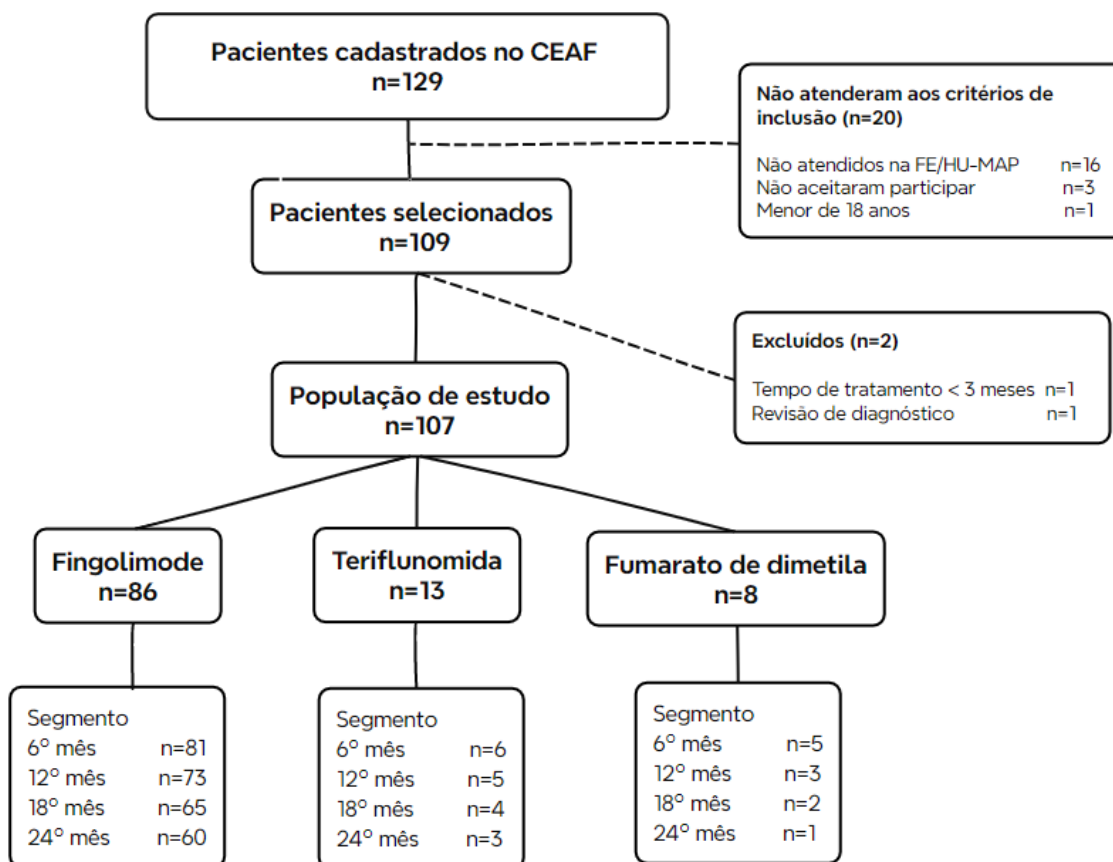 Pacientes cadastrados no CEAF
n=129
Não atenderam aos critérios de
inclusão (n=20)
Não atendidos na FE/HU-MAP n=16
Não aceitaram participar n=3
Menor de 18 anos n=1
Pacientes selecionados
n=109
Excluídos (n=2)
Tempo de tratamento < 3 meses n=1
Revisão de diagnóstico n=1
População de estudo
n=107
Fingolimode
n=86
Teriflunomida
n=13
Fumarato de dimetila
n=8
Segmento
6º mês n=81
12º mês n=73
18º mês n=65
24º mês n=60
Segmento
6º mês n=6
12º mês n=5
18º mês n=4
24º mês n=3
Segmento
6º mês n=5
12º mês n=3
18º mês n=2
24º mês n=1